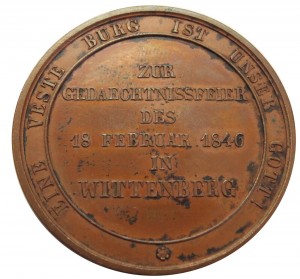 EINE VESTE BURG IST UNSER GOTT
ZUR
GEDAECHTNISSFEIER
DES
18 FEBRUAR 1846
IN
WITTENBERG